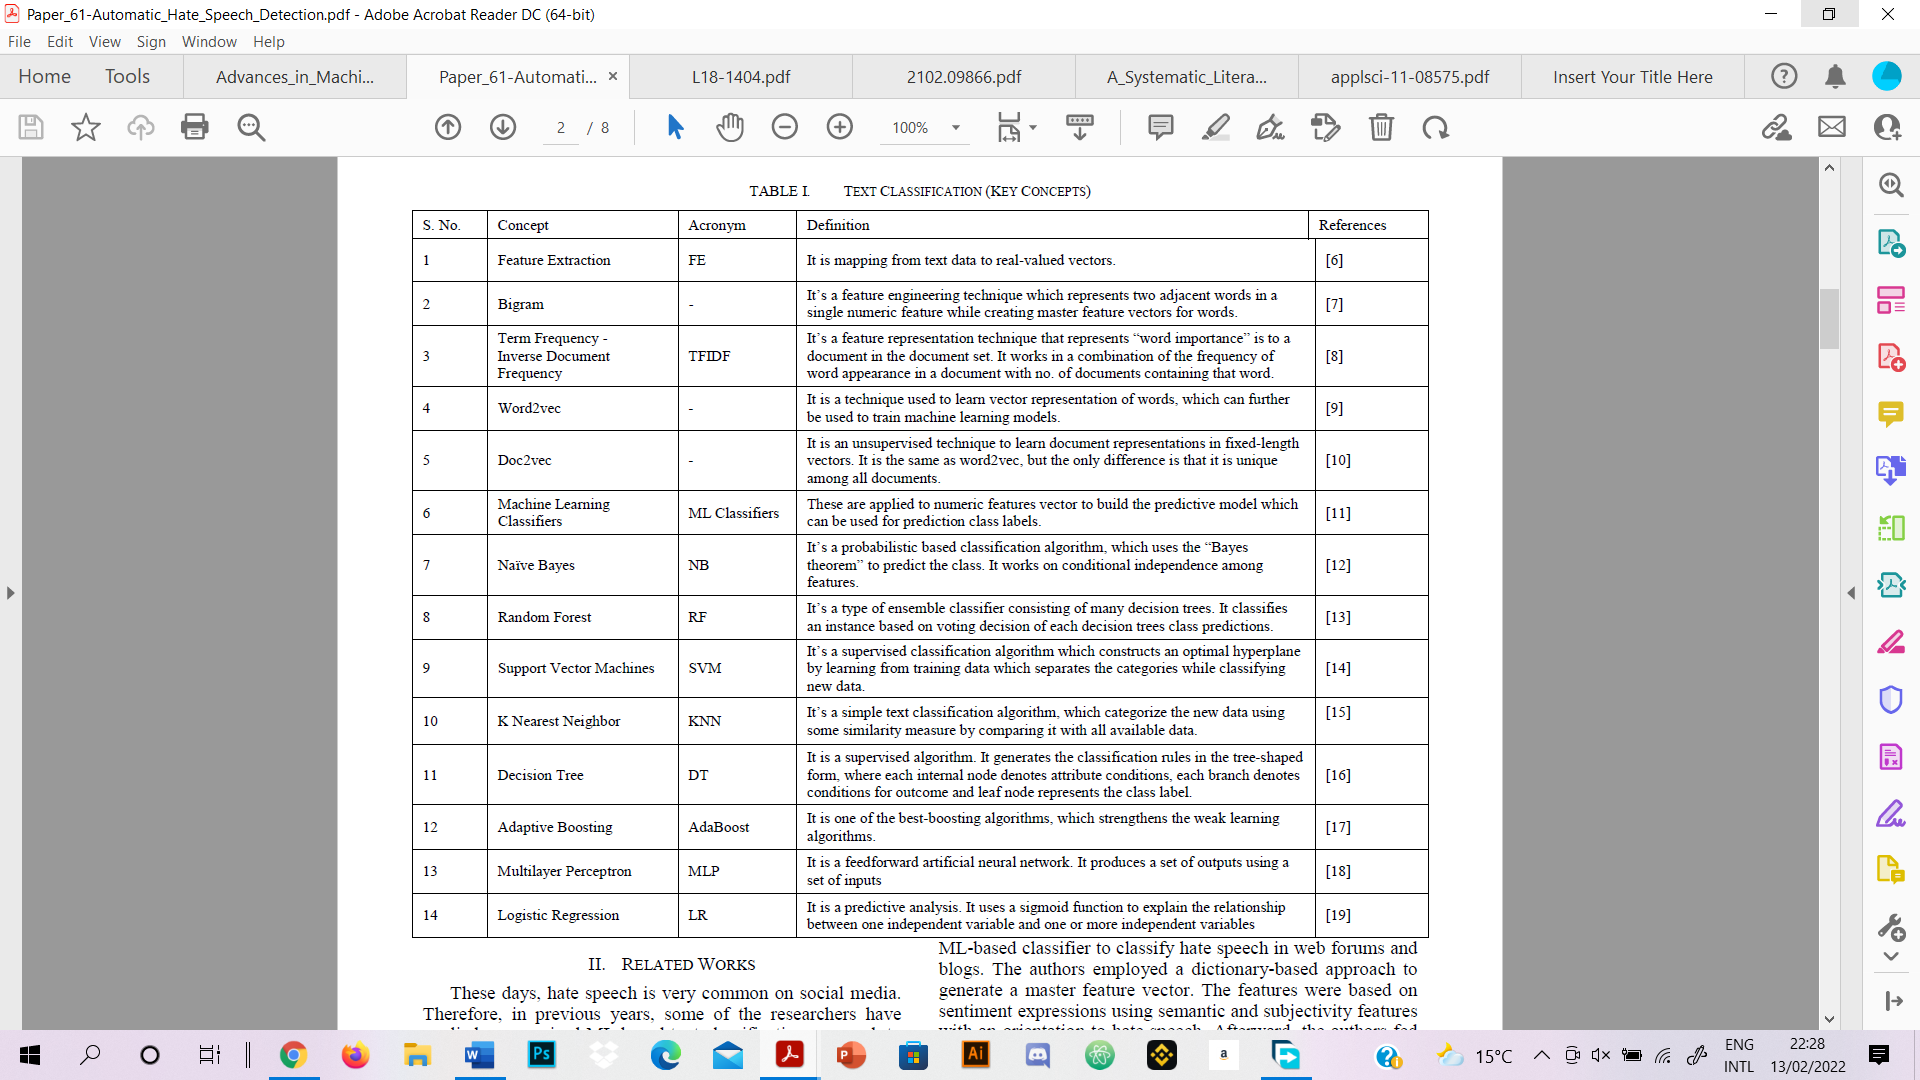 Paper_61-Automatic_Hate_Speech_Detection.pdf - Adobe Acrobat Reader DC (64-bit)
File Edit View Sign Window Help
Home Tools Advances_in_Machi... Paper_61-Automati... × L18-1404.pdf 2102.09866.pdf A_Systematic_Litera... applsci-11-08575.pdf Insert Your Title Here
2 / 8 100%
TABLE I. TEXT CLASSIFICATION (KEY CONCEPTS)
S. No. Concept Acronym Definition References
1 Feature Extraction FE It is mapping from text data to real-valued vectors. [6]
2 Bigram - It's a feature engineering technique which represents two adjacent words in a
single numeric feature while creating master feature vectors for words. [7]
3 Term Frequency -
Inverse Document
Frequency
TFIDF
It's a feature representation technique that represents “word importance” is to a
document in the document set. It works in a combination of the frequency of
word appearance in a document with no. of documents containing that word.
[8]
4 Word2vec - It is a technique used to learn vector representation of words, which can further
be used to train machine learning models. [9]
5 Doc2vec -
It is an unsupervised technique to learn document representations in fixed-length
vectors. It is the same as word2vec, but the only difference is that it is unique
among all documents.
[10]
6 Machine Learning
Classifiers
ML Classifiers
These are applied to numeric features vector to build the predictive model which
can be used for prediction class labels.
[11]
7 Naïve Bayes NB
It's a probabilistic based classification algorithm, which uses the “Bayes
theorem” to predict the class. It works on conditional independence among
features.
[12]
8 Random Forest RF
It's a type of ensemble classifier consisting of many decision trees. It classifies
an instance based on voting decision of each decision trees class predictions.
[13]
9 Support Vector Machines SVM
It's a supervised classification algorithm which constructs an optimal hyperplane
by learning from training data which separates the categories while classifying
new data.
[14]
10 K Nearest Neighbor KNN
It's a simple text classification algorithm, which categorize the new data using
some similarity measure by comparing it with all available data.
[15]
11 Decision Tree DT
It is a supervised algorithm. It generates the classification rules in the tree-shaped
form, where each internal node denotes attribute conditions, each branch denotes
conditions for outcome and leaf node represents the class label.
[16]
12 Adaptive Boosting AdaBoost
It is one of the best-boosting algorithms, which strengthens the weak learning
algorithms.
[17]
13 Multilayer Perceptron MLP
It is a feedforward artificial neural network. It produces a set of outputs using a
set of inputs
[18]
14 Logistic Regression LR
It is a predictive analysis. It uses a sigmoid function to explain the relationship
between one independent variable and one or more independent variables
[19]
II. RELATED WORKS
These days, hate speech is very common on social media.
Therefore, in previous years, some of the researchers have
ML-based classifier to classify hate speech in web forums and
blogs. The authors employed a dictionary-based approach to
generate a master feature vector. The features were based on
sentiment expressions using semantic and subjectivity features
with an orientation to hate speech. Afterward, the authors fed
15°C
ENG
INTL
22:28
13/02/2022